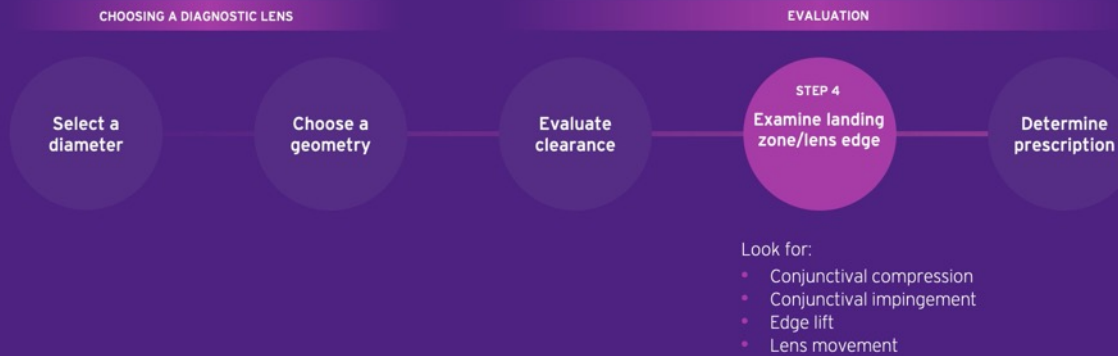 CHOOSING A DIAGNOSTIC LENS
EVALUATION
Select a
diameter
Choose a
geometry
Evaluate
clearance
STEP 4
Examine landing
zone/lens edge
Determine
prescription
Look for:
• Conjunctival compression
• Conjunctival impingement
• Edge lift
• Lens movement